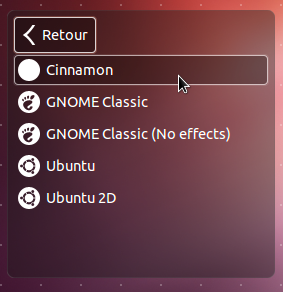 Retour
Cinnamon
GNOME Classic
GNOME Classic (No effects)
Ubuntu
Ubuntu 2D